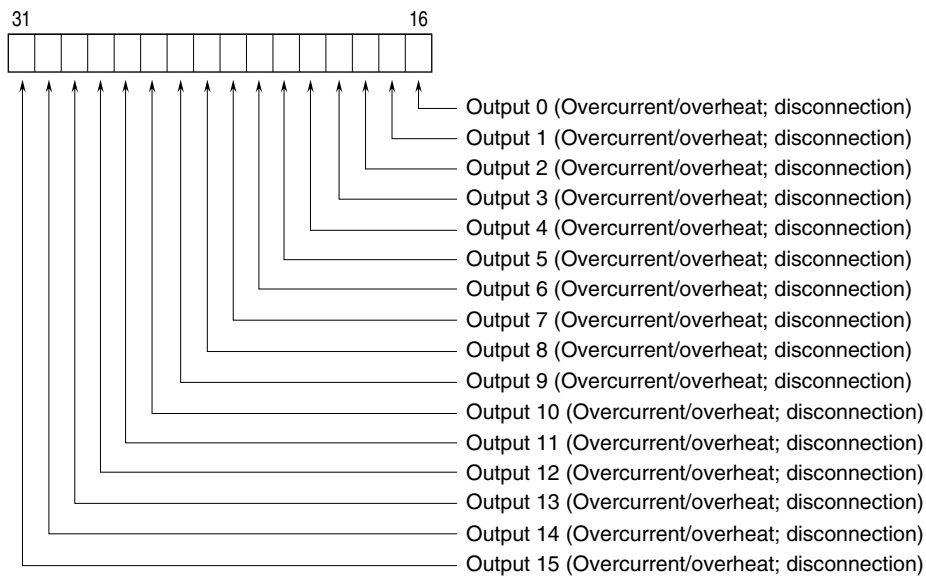 31 16
Output 0 (Overcurrent/overheat; disconnection)
Output 1 (Overcurrent/overheat; disconnection)
Output 2 (Overcurrent/overheat; disconnection)
Output 3 (Overcurrent/overheat; disconnection)
Output 4 (Overcurrent/overheat; disconnection)
Output 5 (Overcurrent/overheat; disconnection)
Output 6 (Overcurrent/overheat; disconnection)
Output 7 (Overcurrent/overheat; disconnection)
Output 8 (Overcurrent/overheat; disconnection)
Output 9 (Overcurrent/overheat; disconnection)
Output 10 (Overcurrent/overheat; disconnection)
Output 11 (Overcurrent/overheat; disconnection)
Output 12 (Overcurrent/overheat; disconnection)
Output 13 (Overcurrent/overheat; disconnection)
Output 14 (Overcurrent/overheat; disconnection)
Output 15 (Overcurrent/overheat; disconnection)